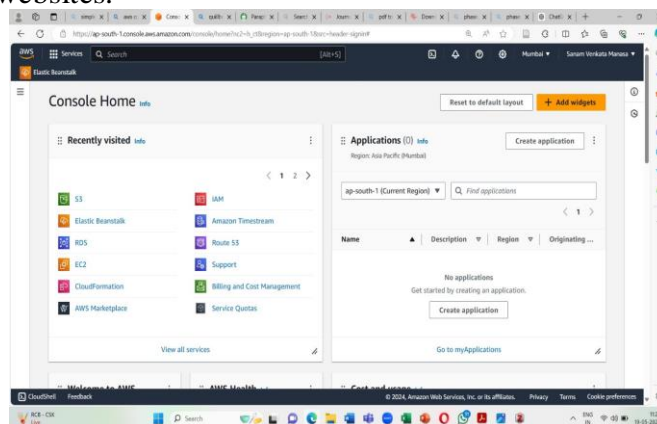 websites.
https://ap-south-1.console.aws.amazon.com/console/home?nc2=h_ct&region=ap-south-1&src=header-signin#
aws Services Search [Alt+S] Mumbai ▼ Sanam Venkata Manasa ▼
Elastic Beanstalk
Console Home Info
Reset to default layout
+ Add widgets
Recently visited Info
< 1 2 >
S3
IAM
Elastic Beanstalk
Amazon Timestream
RDS
Route 53
EC2
Support
CloudFormation
Billing and Cost Management
AWS Marketplace
Service Quotas
View all services
Applications (0) Info
Region: Asia Pacific (Mumbai)
Create application
ap-south-1 (Current Region) ▼
Find applications
< 1 >
Name Description Region Originating ...
No applications
Get started by creating an application.
Create application
Go to myApplications
Welcome to AWS
AWS Health
Cost and usage
CloudShell Feedback © 2024, Amazon Web Services, Inc. or its affiliates. Privacy Terms Cookie preferences
RCB - CSK
Live
Search
ENG
IN